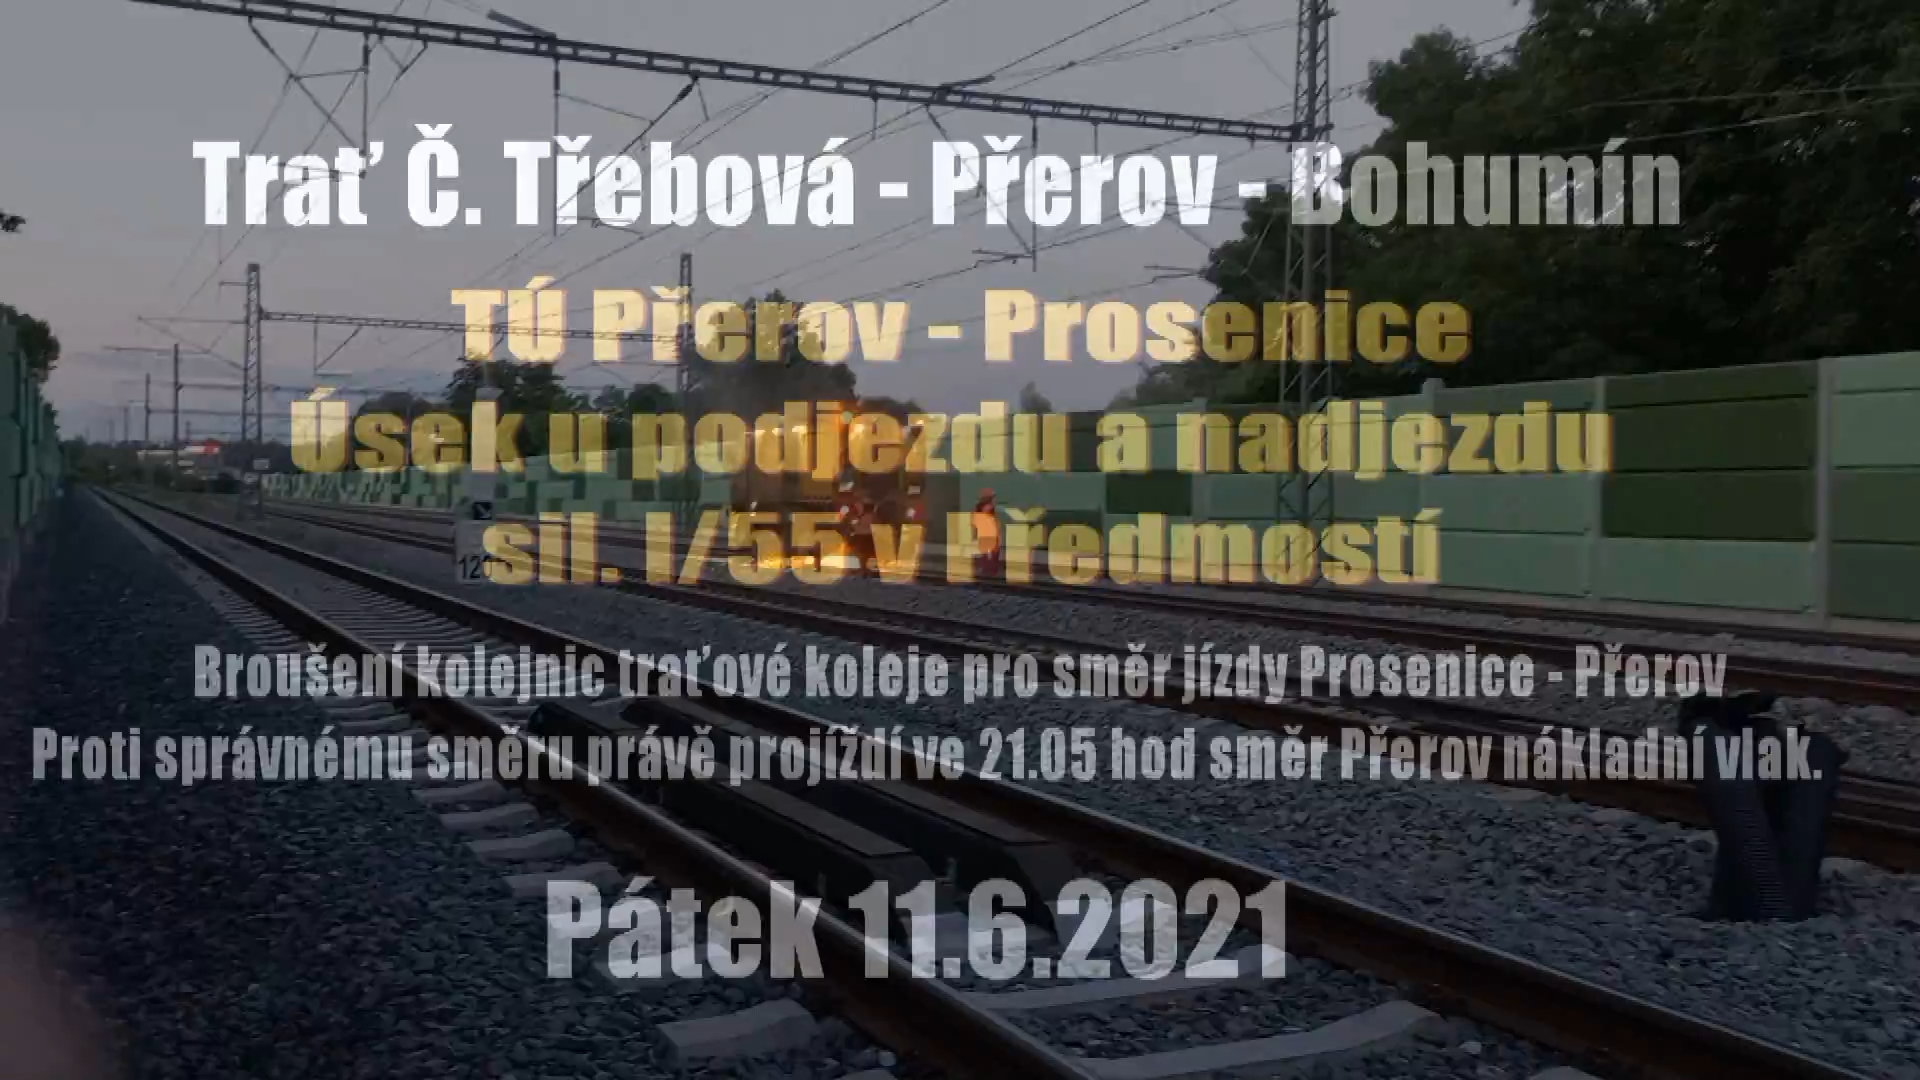 Trať Č. Třebová - Přerov - Bohumín
TÚ Přerov - Prosenice
Úsek u podjezdu a nadjezdu
sil. I/55 v Předmostí
120
Broušení kolejnic traťové koleje pro směr jízdy Prosenice - Přerov
Proti správnému směru právě projíždí ve 21.05 hod směr Přerov nákladní vlak.
Pátek 11.6.2021